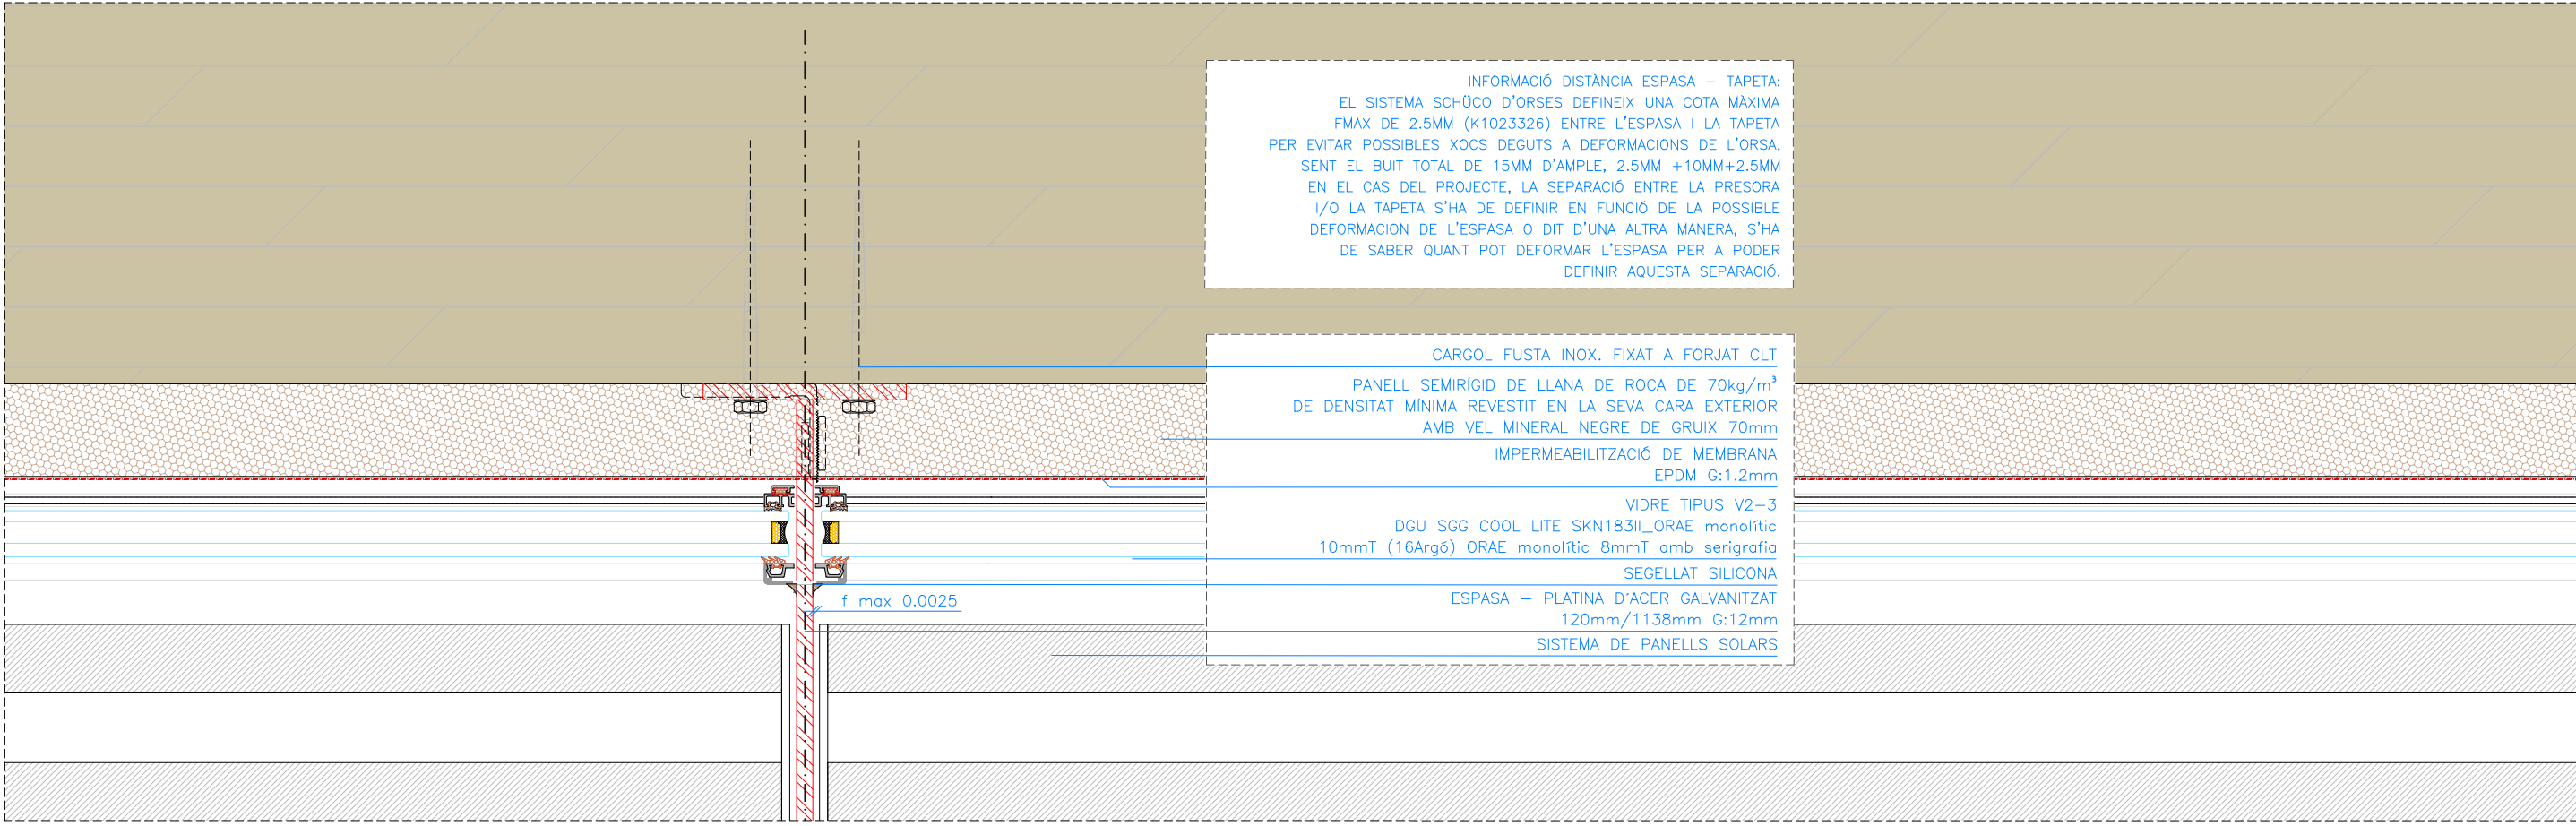 INFORMACIÓ DISTÀNCIA ESPASA – TAPETA:
EL SISTEMA SCHÜCO D'ORSES DEFINEIX UNA COTA MÀXIMA
FMAX DE 2.5MM (K1023326) ENTRE L'ESPASA I LA TAPETA
PER EVITAR POSSIBLES XOCS DEGUTS A DEFORMACIONS DE L'ORSA,
SENT EL BUIT TOTAL DE 15MM D'AMPLE, 2.5MM +10MM+2.5MM
EN EL CAS DEL PROJECTE, LA SEPARACIÓ ENTRE LA PRESORA
I/O LA TAPETA S'HA DE DEFINIR EN FUNCIÓ DE LA POSSIBLE
DEFORMACION DE L'ESPASA O DIT D'UNA ALTRA MANERA, S'HA
DE SABER QUANT POT DEFORMAR L'ESPASA PER A PODER
DEFINIR AQUESTA SEPARACIÓ.
CARGOL FUSTA INOX. FIXAT A FORJAT CLT
PANELL SEMIRÍGID DE LLANA DE ROCA DE 70kg/m³
DE DENSITAT MÍNIMA REVESTIT EN LA SEVA CARA EXTERIOR
AMB VEL MINERAL NEGRE DE GRUIX 70mm
IMPERMEABILITZACIÓ DE MEMBRANA
EPDM G:1.2mm
VIDRE TIPUS V2–3
DGU SGG COOL LITE SKN183II_ORAE monolític
10mmT (16Argó) ORAE monolític 8mmT amb serigrafia
SEGELLAT SILICONA
ESPASA – PLATINA D'ACER GALVANITZAT
120mm/1138mm G:12mm
SISTEMA DE PANELLS SOLARS
f max 0.0025